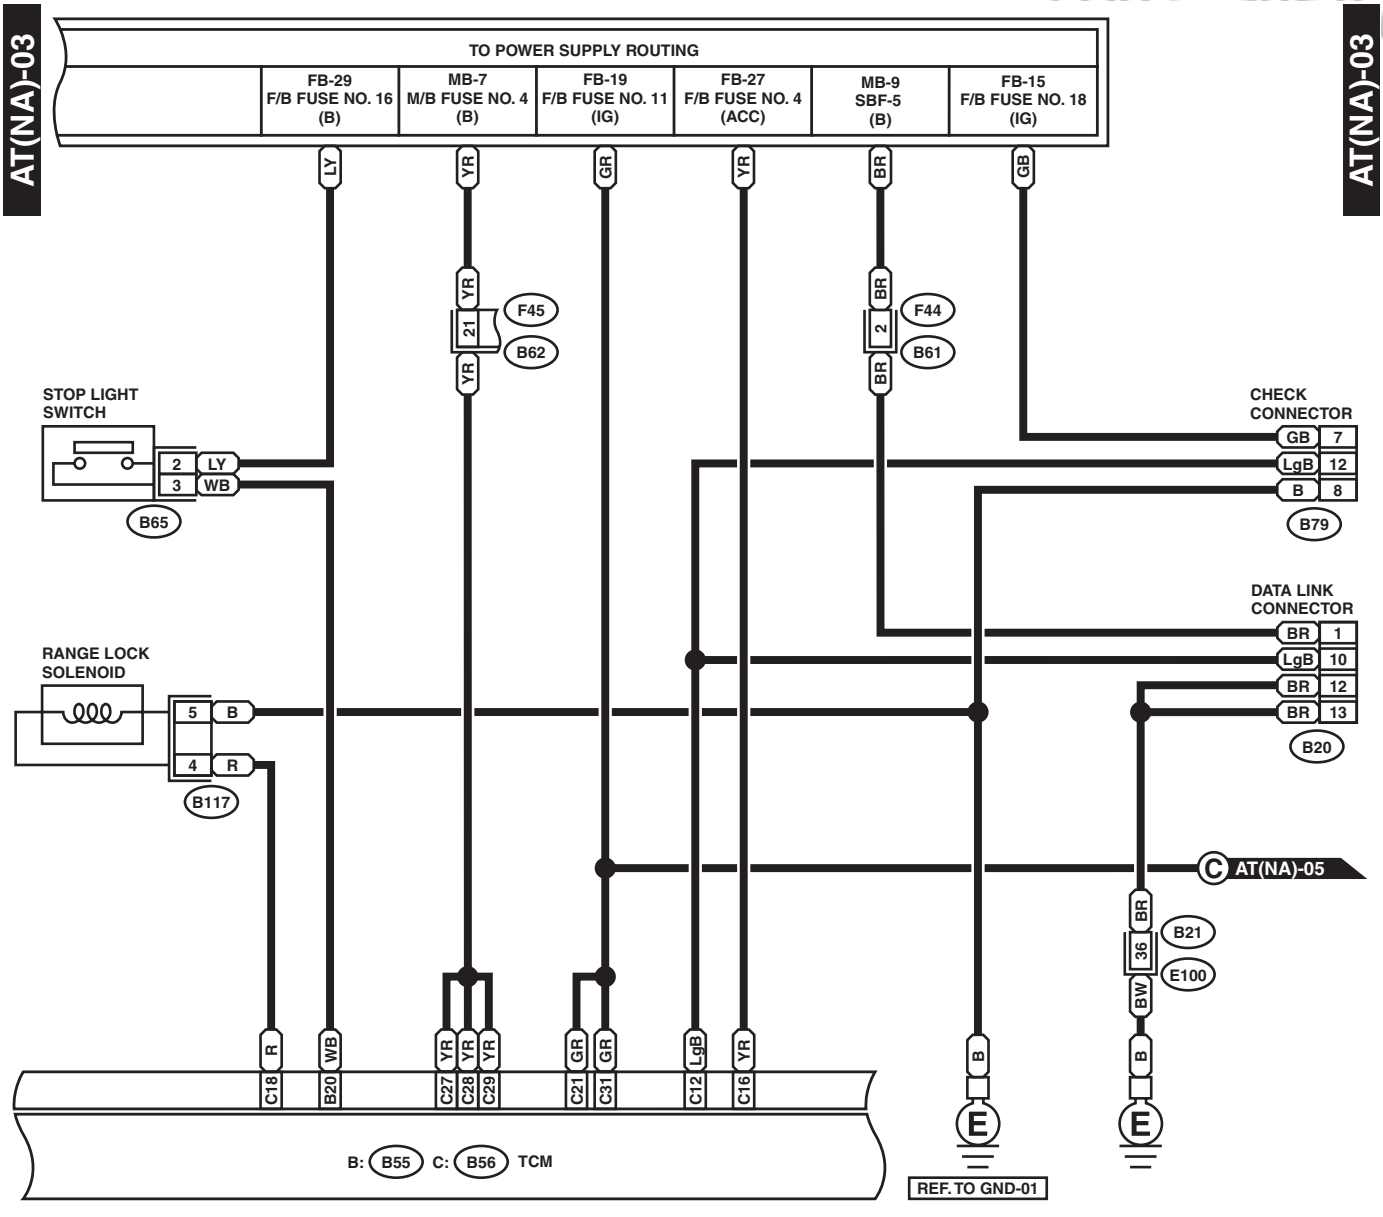 AT(NA)-03
AT(NA)-03
TO POWER SUPPLY ROUTING
FB-29
F/B FUSE NO. 16
(B)
MB-7
M/B FUSE NO. 4
(B)
FB-19
F/B FUSE NO. 11
(IG)
FB-27
F/B FUSE NO. 4
(ACC)
MB-9
SBF-5
(B)
FB-15
F/B FUSE NO. 18
(IG)
LY
YR
GR
YR
BR
GB
YR
21
YR
F45
B62
BR
2
BR
F44
B61
STOP LIGHT
SWITCH
2 LY
3 WB
B65
CHECK
CONNECTOR
GB 7
LgB 12
B 8
B79
DATA LINK
CONNECTOR
BR 1
LgB 10
BR 12
BR 13
B20
RANGE LOCK
SOLENOID
5 B
4 R
B117
C AT(NA)-05
BR
36
BW
B21
E100
R
WB
YR
YR
YR
GR
GR
LgB
YR
B
B
C18
B20
C27
C28
C29
C21
C31
C12
C16
E
E
B: B55 C: B56 TCM
REF. TO GND-01